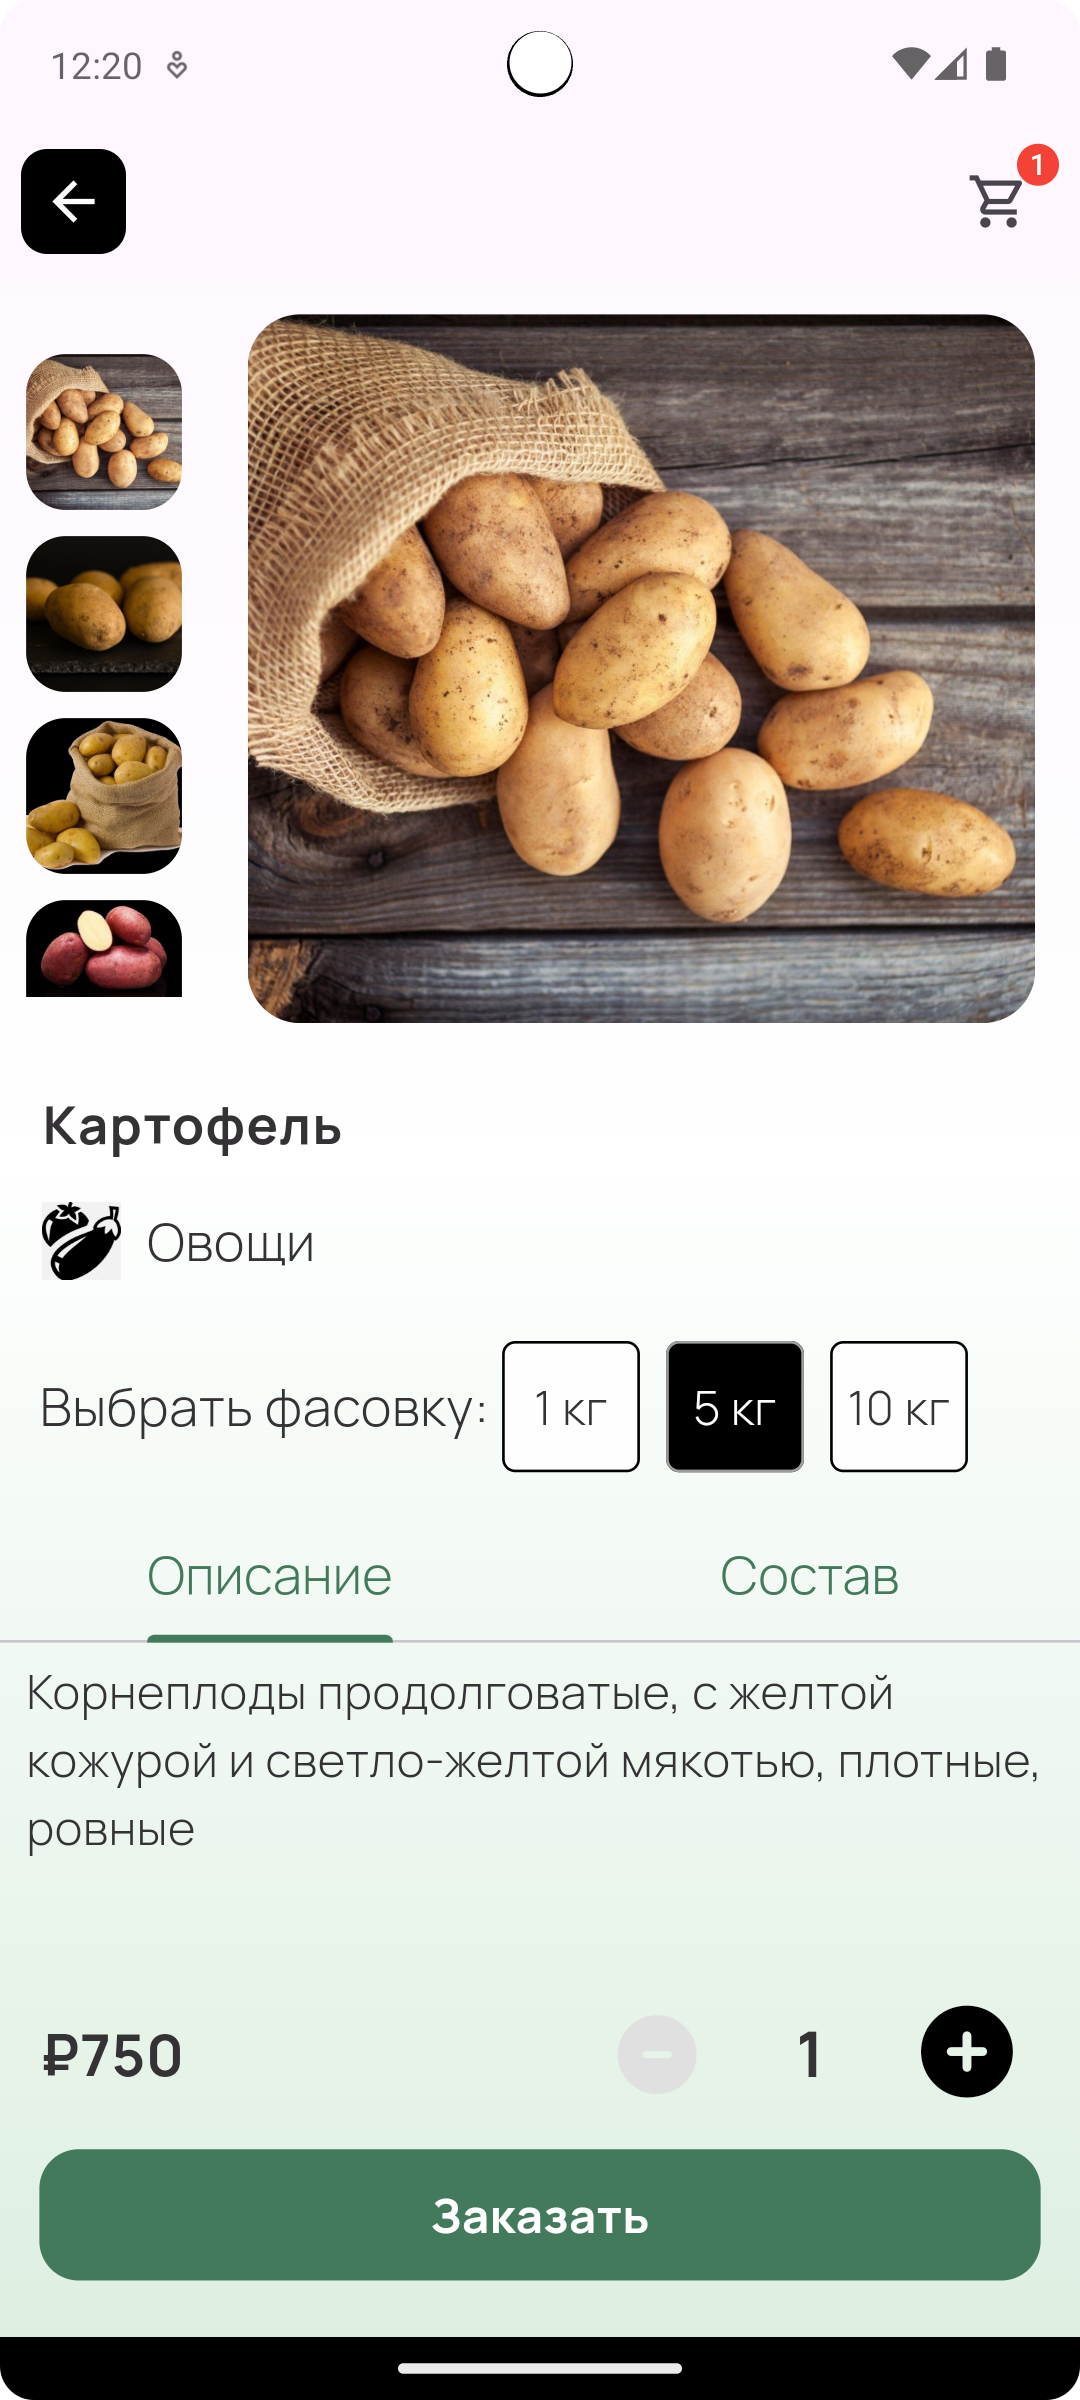 12:20
1
Картофель
Овощи
Выбрать фасовку: 1 кг 5 кг 10 кг
Описание Состав
Корнеплоды продолговатые, с желтой
кожурой и светло-желтой мякотью, плотные,
ровные
₽750 1
Заказать